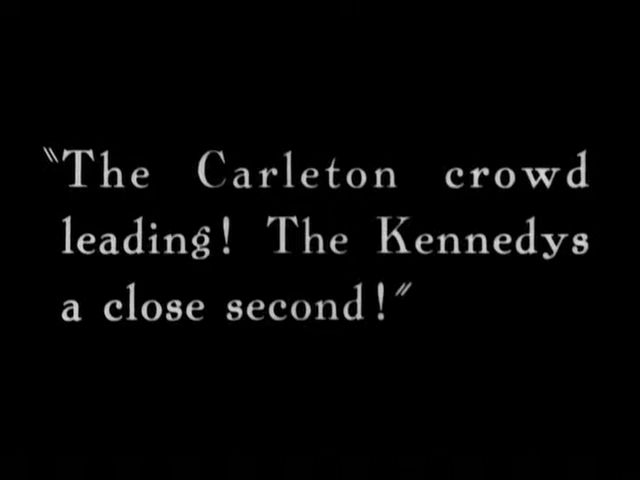 "The Carleton crowd
leading! The Kennedys
a close second!"